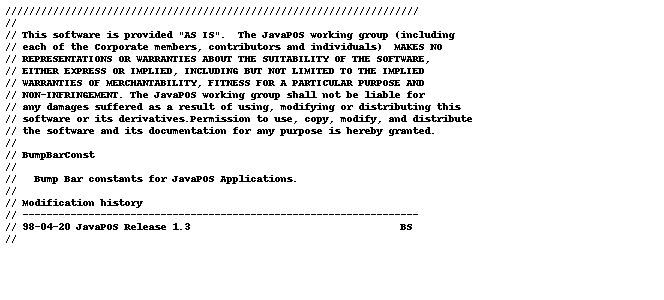 //////////////////////////////////////////////////////////////////////
//
// This software is provided "AS IS".  The JavaPOS working group (including
// each of the Corporate members, contributors and individuals)  MAKES NO
// REPRESENTATIONS OR WARRANTIES ABOUT THE SUITABILITY OF THE SOFTWARE,
// EITHER EXPRESS OR IMPLIED, INCLUDING BUT NOT LIMITED TO THE IMPLIED
// WARRANTIES OF MERCHANTABILITY, FITNESS FOR A PARTICULAR PURPOSE AND
// NON-INFRINGEMENT. The JavaPOS working group shall not be liable for
// any damages suffered as a result of using, modifying or distributing this
// software or its derivatives.Permission to use, copy, modify, and distribute
// the software and its documentation for any purpose is hereby granted.
//
// BumpBarConst
//
//   Bump Bar constants for JavaPOS Applications.
//
// Modification history
// ------------------------------------------------------------------
// 98-04-20 JavaPOS Release 1.3                                   BS
//